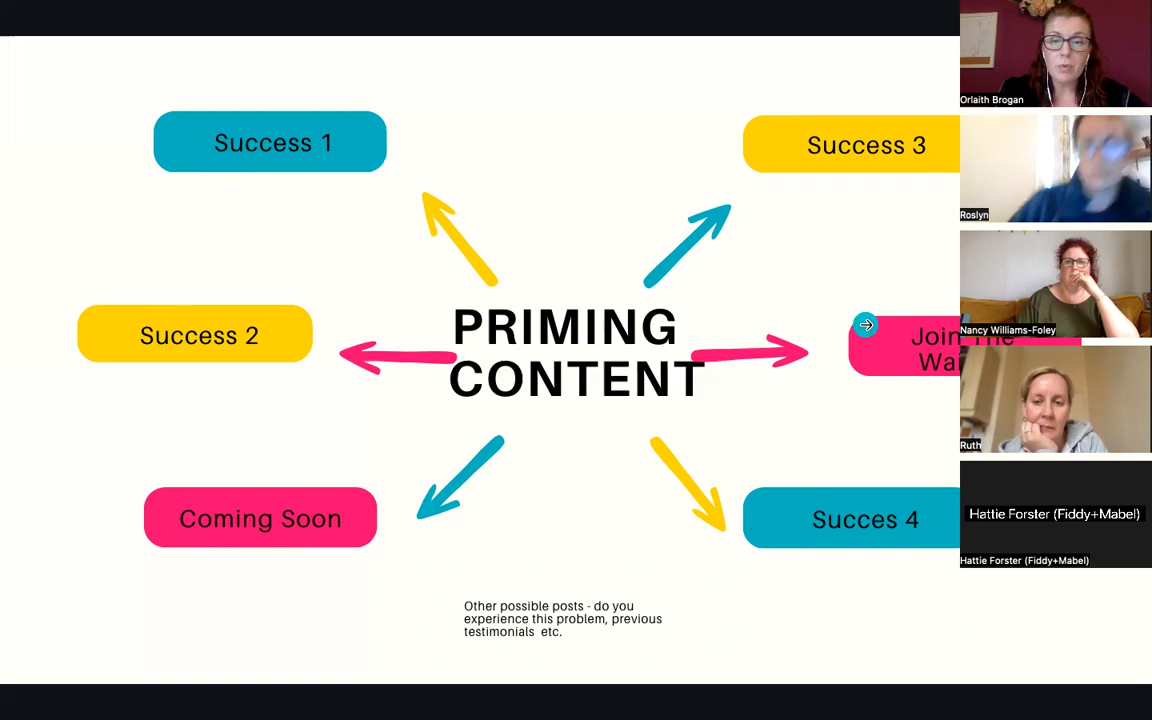 Success 1
Success 3
Success 2
PRIMING
CONTENT
Join The
Coming Soon
Succes 4
Other possible posts - do you
experience this problem, previous
testimonials etc.
Orlaith Brogan
Roslyn
Nancy Williams-Foley
Ruth
Hattie Forster (Fiddy+Mabel)
Hattie Forster (Fiddy+Mabel)